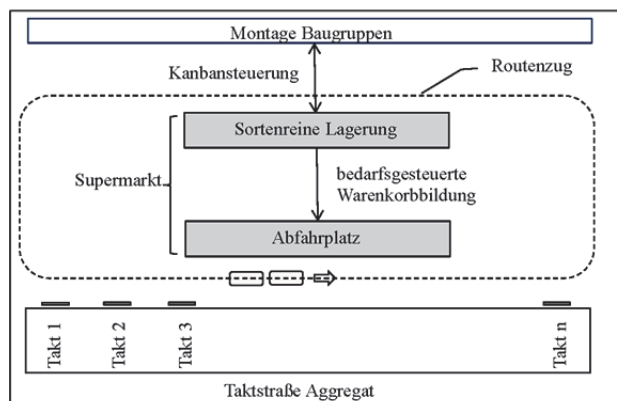 Montage Baugruppen
Kanbansteuerung
Routenzug
Sortenreine Lagerung
Supermarkt
bedarfsgesteuerte
Warenkorbbildung
Abfahrplatz
Takt 1
Takt 2
Takt 3
Takt n
Taktstraße Aggregat